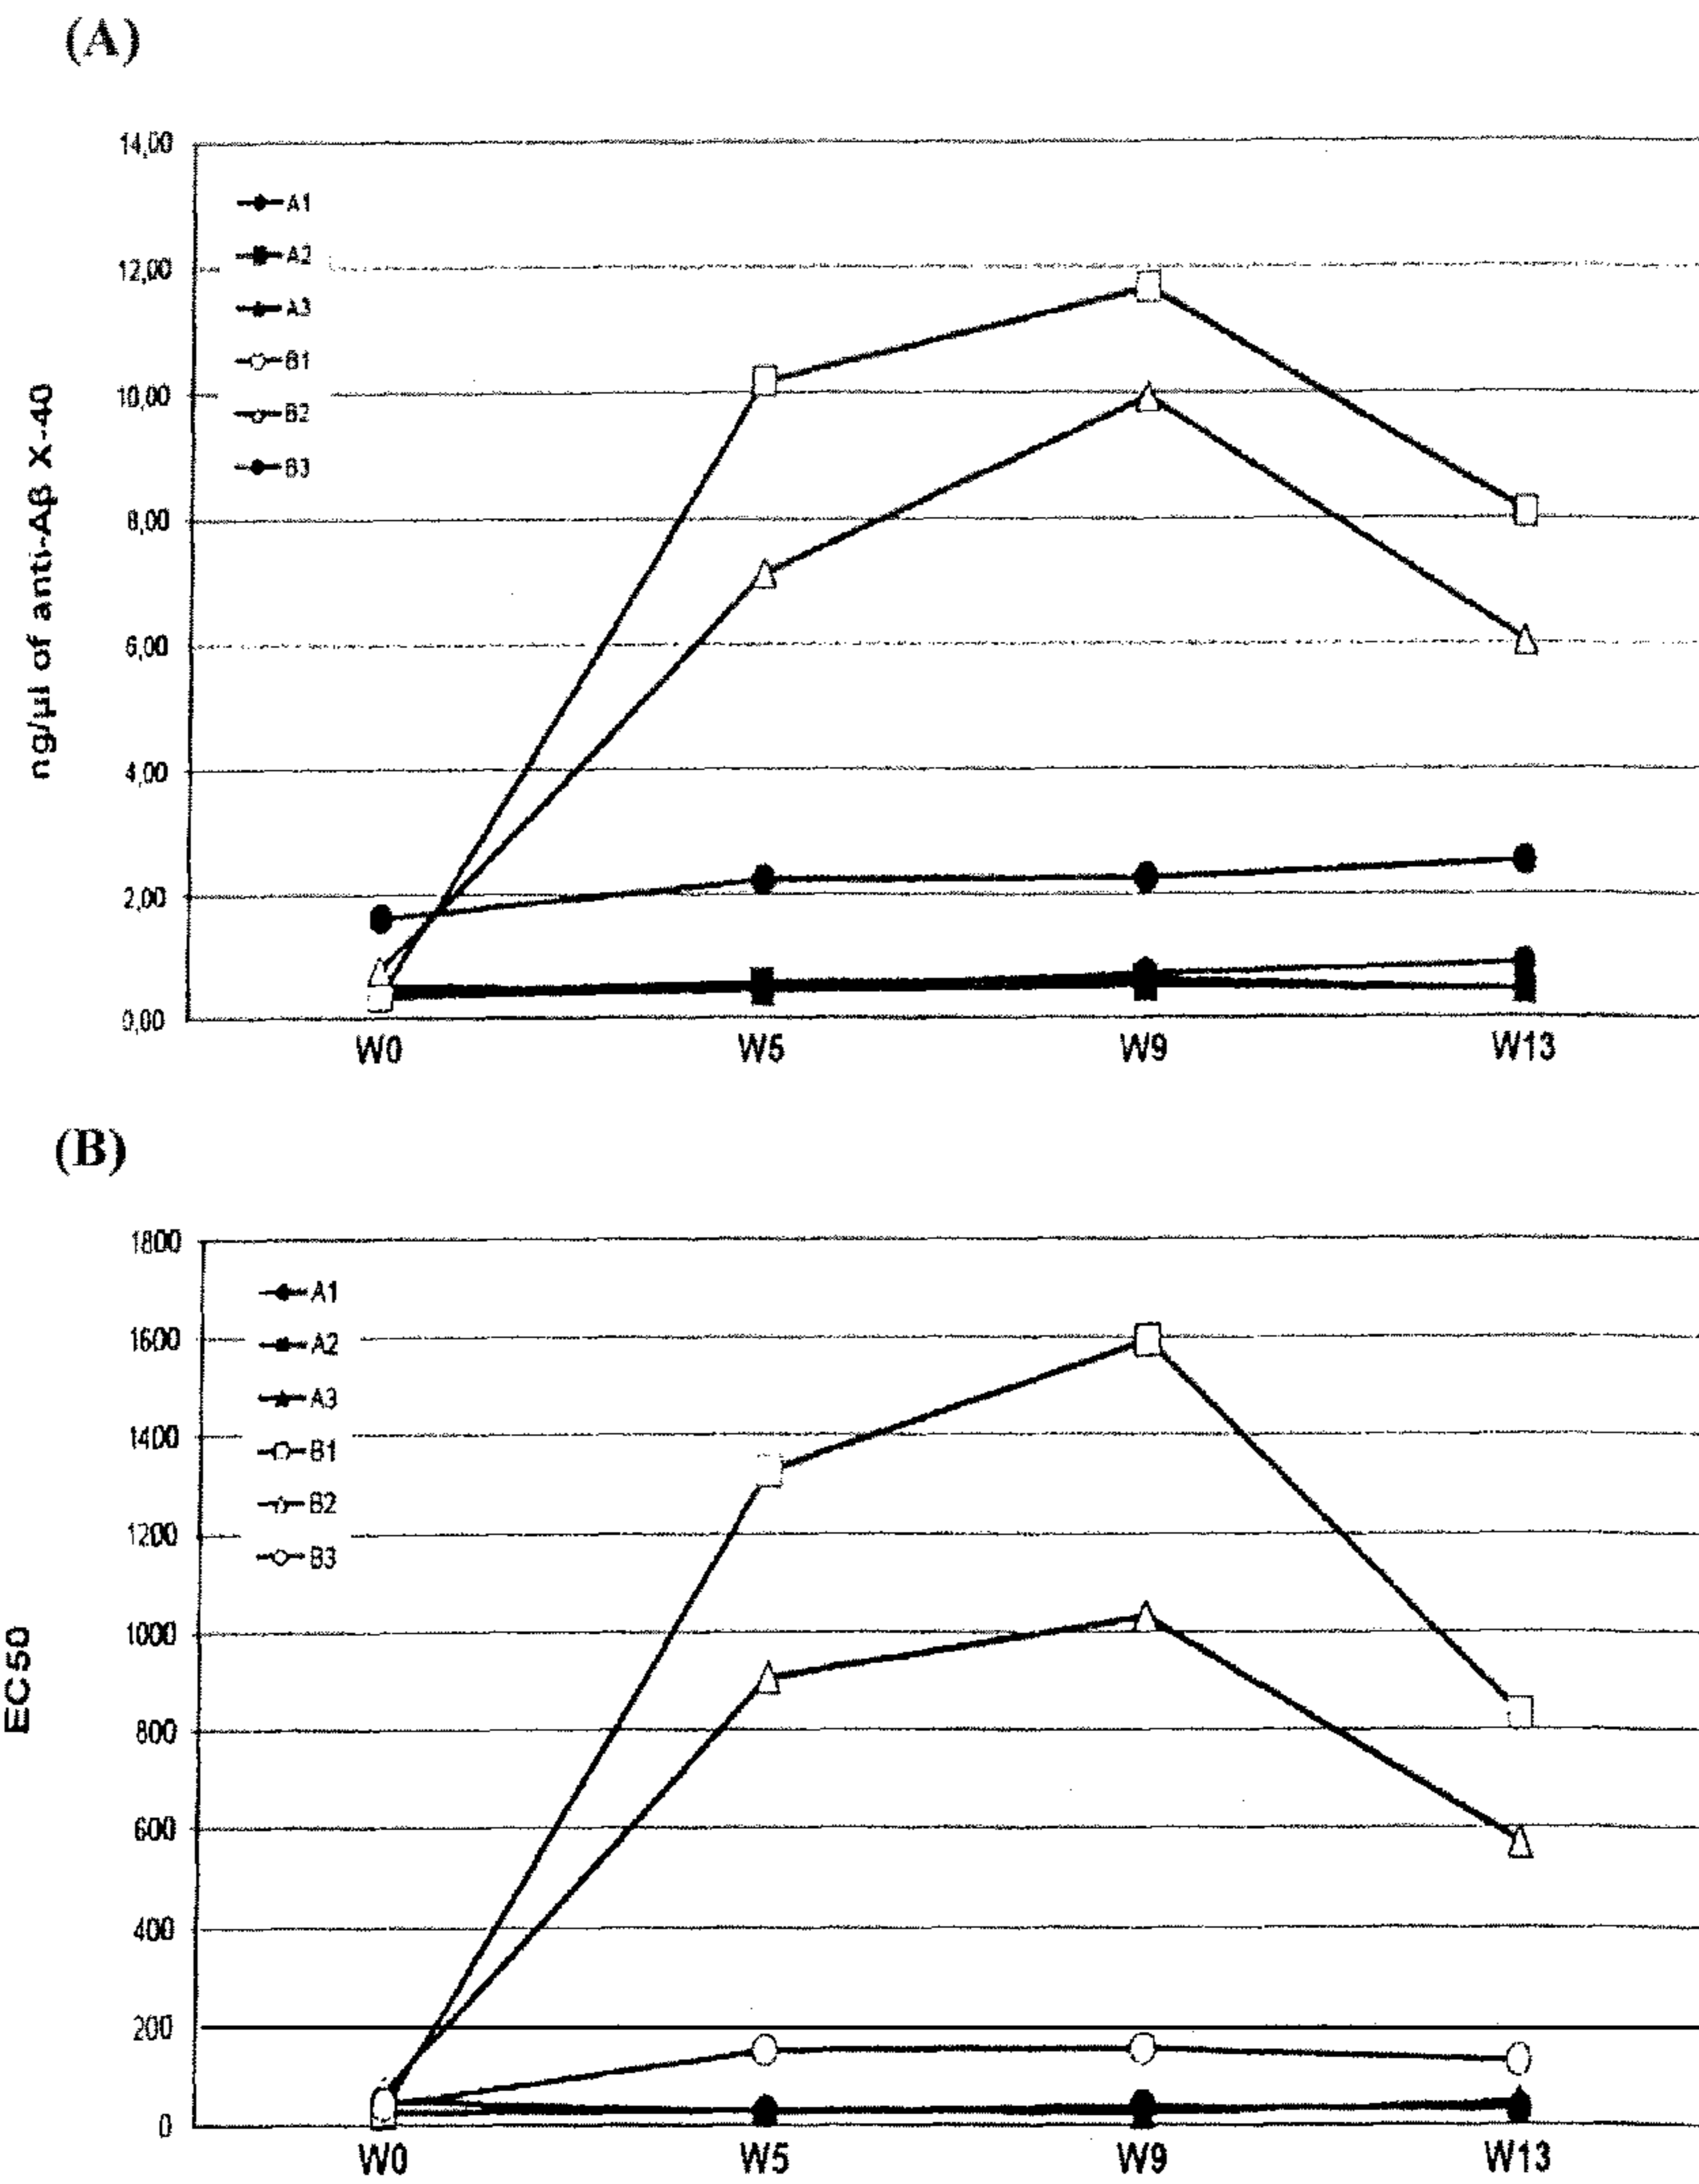 (A)
ng/µl of anti-Aβ X-40
14,00
12,00
10,00
8,00
6,00
4,00
2,00
0,00
A1
A2
A3
B1
B2
B3
W0 W5 W9 W13
(B)
EC50
1800
1600
1400
1200
1000
800
600
400
200
0
A1
A2
A3
B1
B2
B3
W0 W5 W9 W13